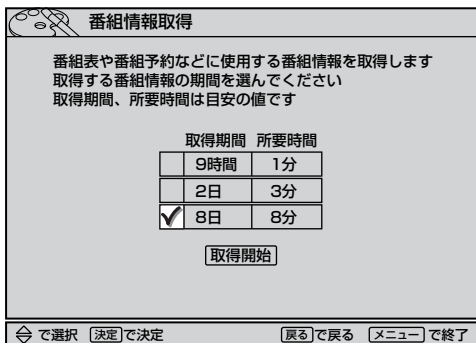 番組情報取得
番組表や番組予約などに使用する番組情報を取得します
取得する番組情報の期間を選んでください
取得期間、所要時間は目安の値です
取得期間 所要時間
9時間 1分
2日 3分
8日 8分
取得開始
で選択 決定で決定 戻るで戻る メニューで終了